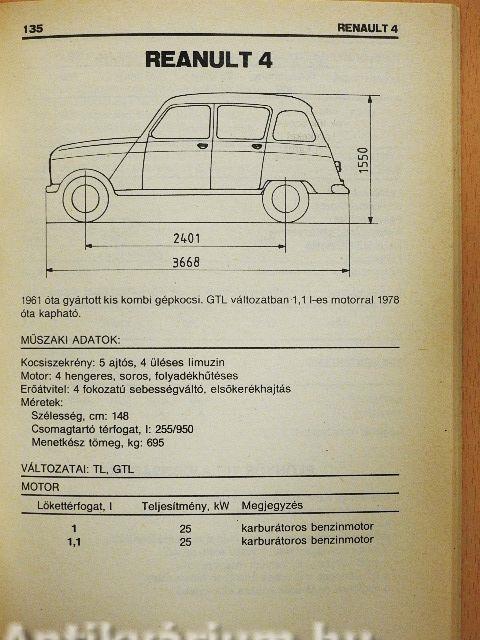 135
RENAULT 4
REANULT 4
1550
2401
3668
1961 óta gyártott kis kombi gépkocsi. GTL változatban 1,1 l-es motorral 1978
óta kapható.
MŰSZAKI ADATOK:
Kocsiszekrény: 5 ajtós, 4 üléses limuzin
Motor: 4 hengeres, soros, folyadékhűtéses
Erőátvitel: 4 fokozatú sebességváltó, elsőkerékhajtás
Méretek:
Szélesség, cm: 148
Csomagtartó térfogat, l: 255/950
Menetkész tömeg, kg: 695
VÁLTOZATAI: TL, GTL
MOTOR
Lökettérfogat, l Teljesítmény, kW Megjegyzés
1 25 karburátoros benzinmotor
1,1 25 karburátoros benzinmotor
Antikvárium.hu